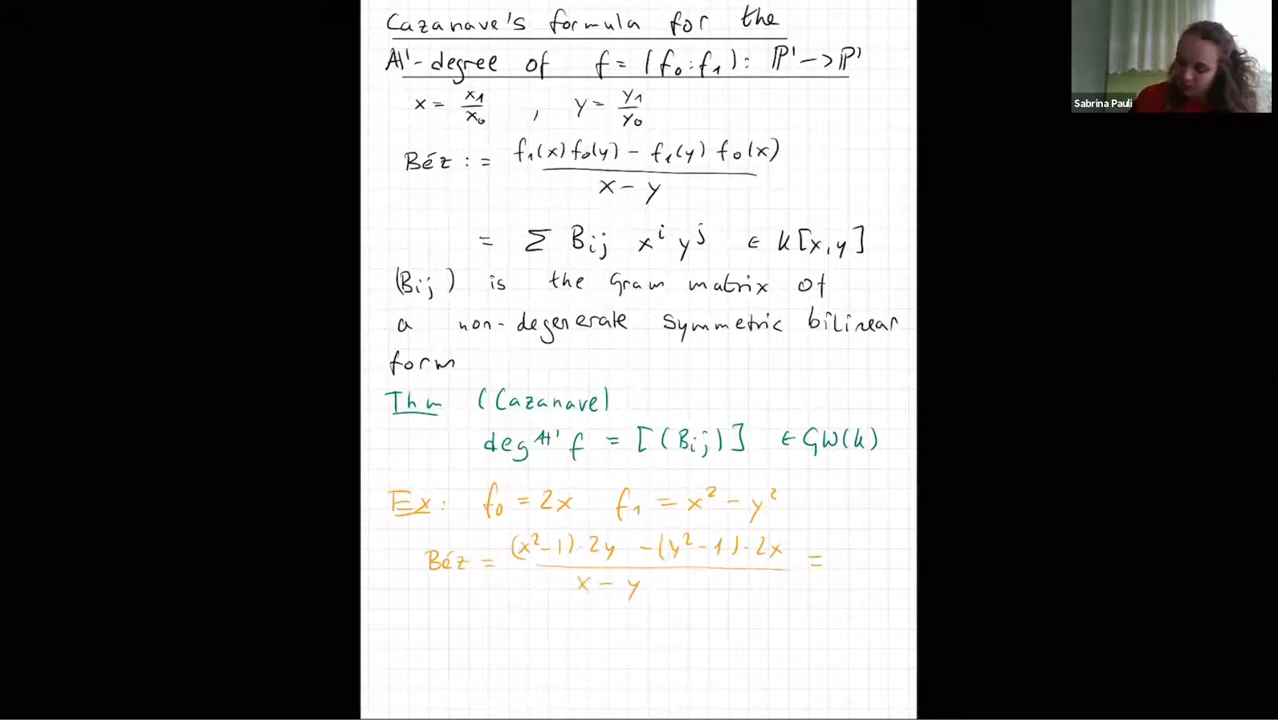 Cazanave's formula for the
A¹-degree of f = (f₀:f₁): ℙ¹ -> ℙ¹
x = x₁/x₀ , y = y₁/y₀
Béz := (f₁(x)f₀(y) - f₁(y)f₀(x))/(x - y)
= Σ Bij xⁱ yʲ ∈ k[x,y]
(Bij) is the Gram matrix of
a non-degenerate symmetric bilinear
form
Thm (Cazanave)
deg^A¹ f = [(Bij)] ∈ GW(k)
Ex: f₀ = 2x f₁ = x² - y²
Béz = ((x²-1)·2y - (y²-1)·2x)/(x - y) =
Sabrina Pauli